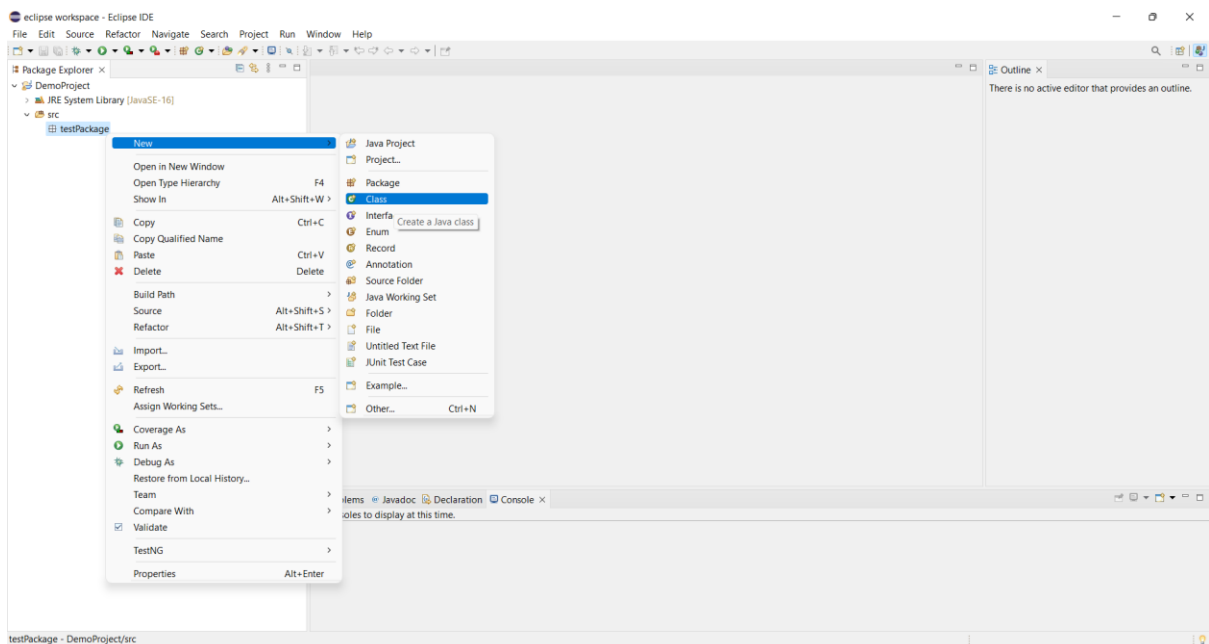 eclipse workspace - Eclipse IDE
File Edit Source Refactor Navigate Search Project Run Window Help
Package Explorer
DemoProject
JRE System Library [JavaSE-16]
src
testPackage
New
Open in New Window
Open Type Hierarchy F4
Show In Alt+Shift+W >
Copy Ctrl+C
Copy Qualified Name
Paste Ctrl+V
Delete Delete
Build Path >
Source Alt+Shift+S >
Refactor Alt+Shift+T >
Import...
Export...
Refresh F5
Assign Working Sets...
Coverage As >
Run As >
Debug As >
Restore from Local History...
Team >
Compare With >
Validate
TestNG >
Properties Alt+Enter
Java Project
Project...
Package
Class
Interfa
Create a Java class
Enum
Record
Annotation
Source Folder
Java Working Set
Folder
File
Untitled Text File
JUnit Test Case
Example...
Other... Ctrl+N
Outline
There is no active editor that provides an outline.
lems Javadoc Declaration Console
soles to display at this time.
testPackage - DemoProject/src